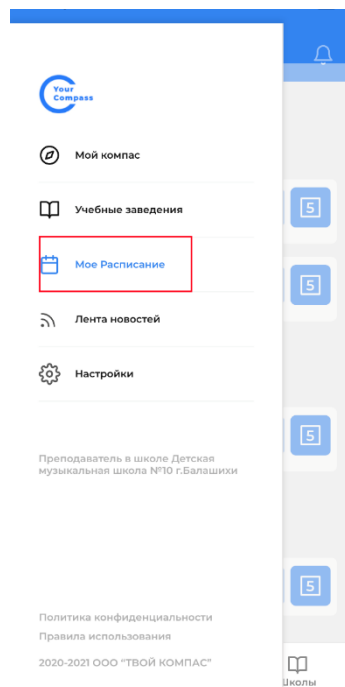 Your
Compass
Мой компас
Учебные заведения
5
Мое Расписание
5
Лента новостей
Настройки
5
Преподаватель в школе Детская
музыкальная школа №10 г.Балашихи
5
Политика конфиденциальности
Правила использования
2020-2021 ООО "ТВОЙ КОМПАС"
Школы